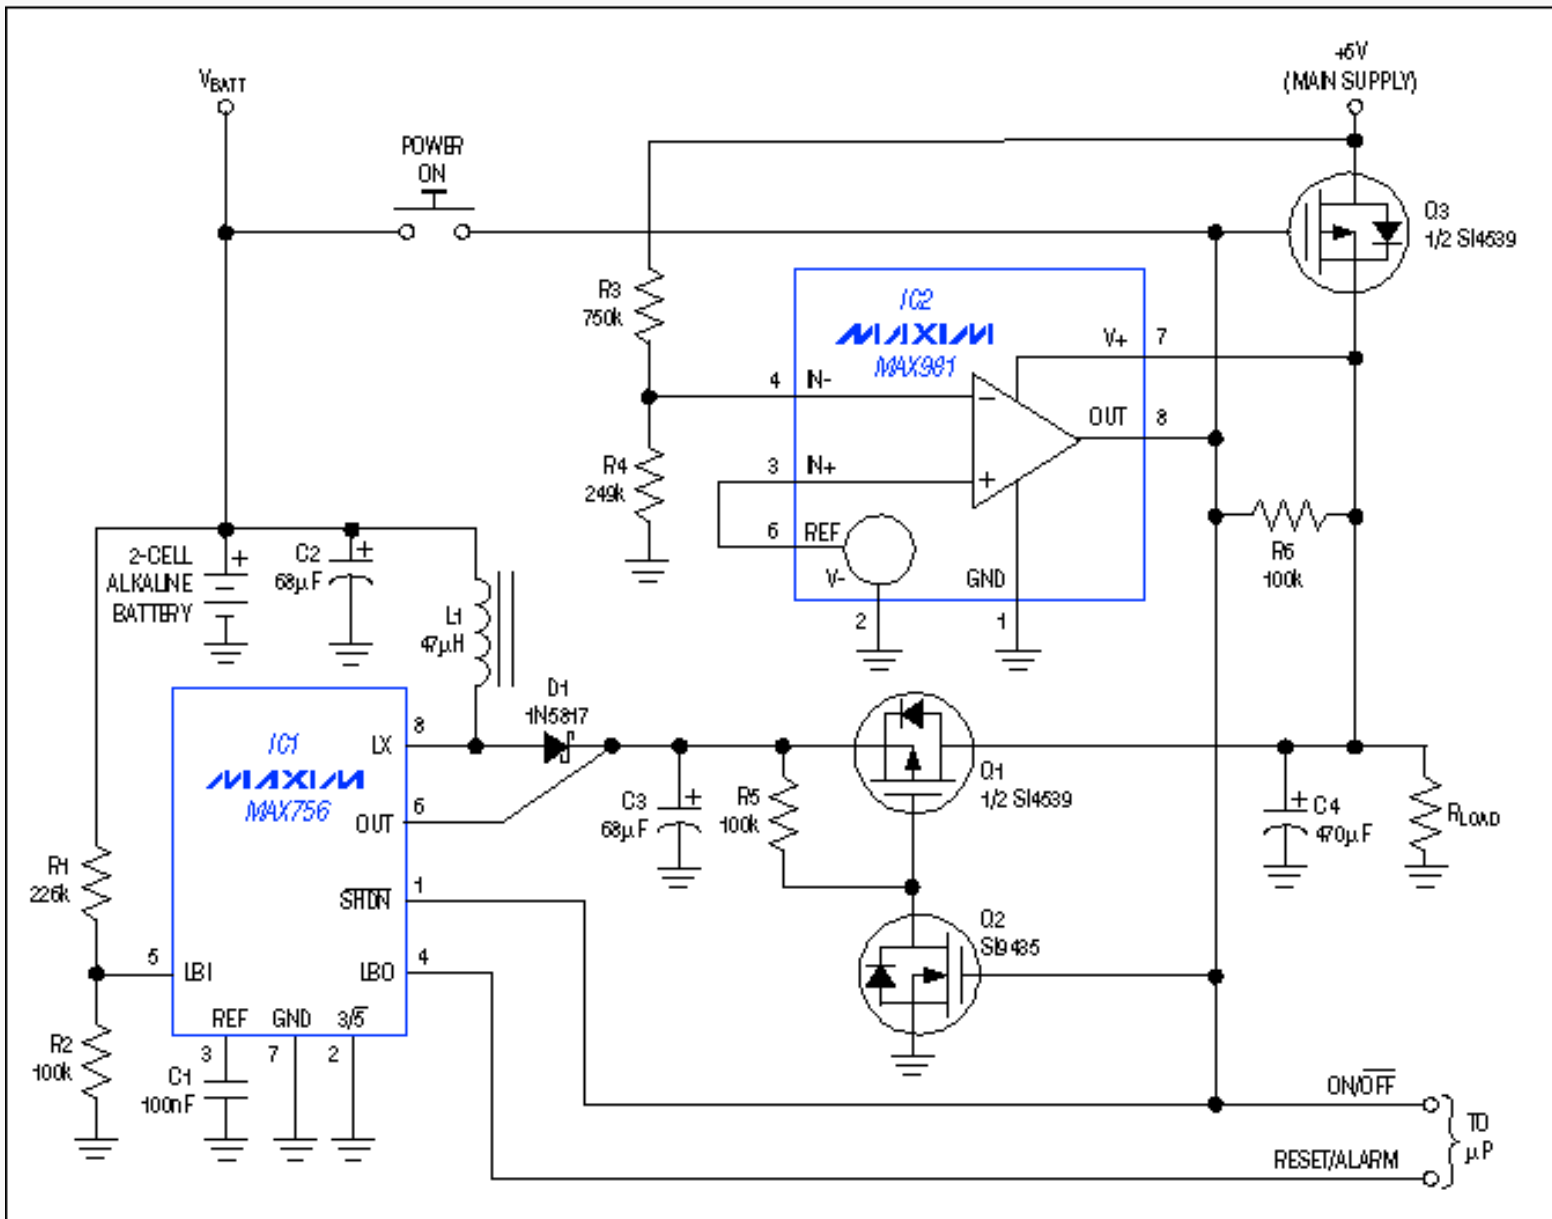 V_BATT
POWER
ON
+5V
(MAIN SUPPLY)
Q3
1/2 SI4539
R3
750k
IC2
MAXIM
MAX981
V+
7
4
IN-
−
OUT
8
R4
249k
3
IN+
+
6
REF
V-
GND
2
1
R6
100k
2-CELL
ALKALINE
BATTERY
+
C2
68µF
+
L1
47µH
D1
1N5817
IC1
MAXIM
MAX756
LX
8
OUT
6
SHDN
1
LBO
4
5
LBI
REF
GND
3/5
3
7
2
R1
226k
R2
100k
C1
100nF
C3
68µF
+
R5
100k
Q1
1/2 SI4539
Q2
SI9435
+
C4
470µF
R_LOAD
ON/OFF
RESET/ALARM
TO
µP